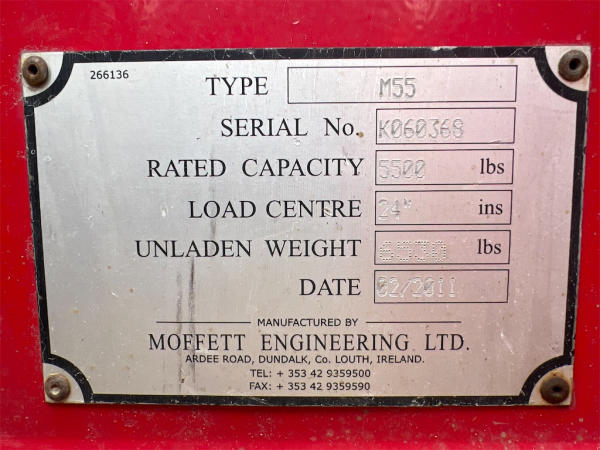 266136
TYPE M55
SERIAL No. K060368
RATED CAPACITY 5500 lbs
LOAD CENTRE 24" ins
UNLADEN WEIGHT lbs
DATE 02/2011
MANUFACTURED BY
MOFFETT ENGINEERING LTD.
ARDEE ROAD, DUNDALK, Co. LOUTH, IRELAND.
TEL: + 353 42 9359500
FAX: + 353 42 9359590